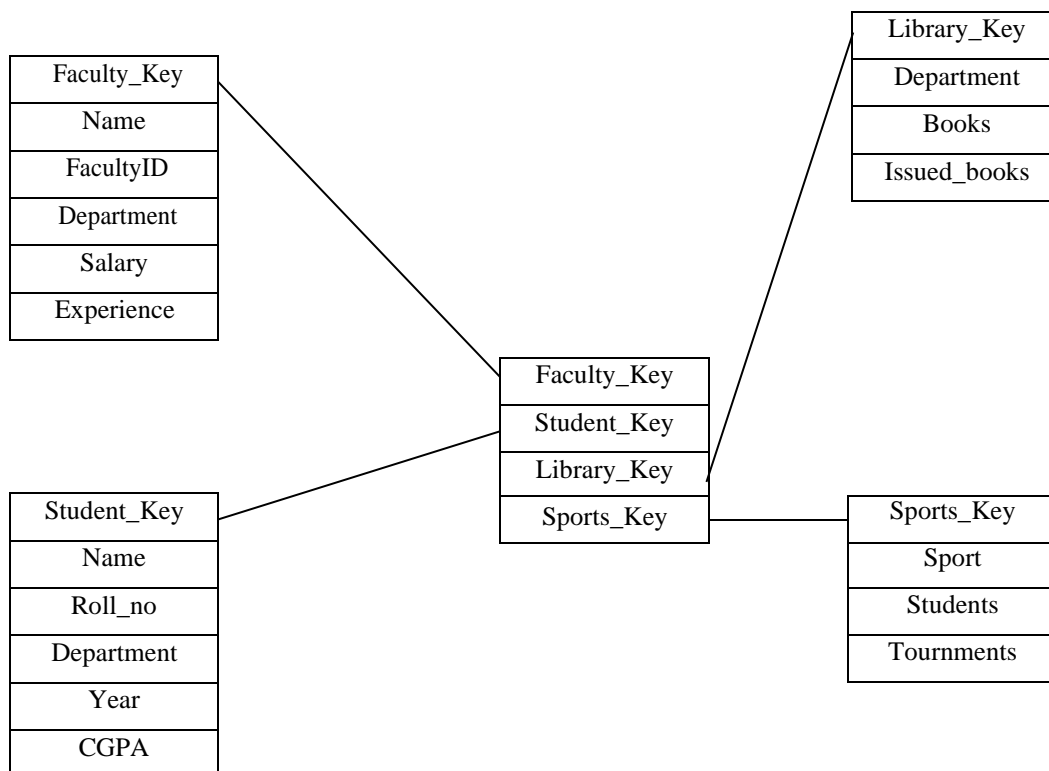 Faculty_Key
Name
FacultyID
Department
Salary
Experience
Library_Key
Department
Books
Issued_books
Faculty_Key
Student_Key
Library_Key
Sports_Key
Student_Key
Name
Roll_no
Department
Year
CGPA
Sports_Key
Sport
Students
Tournments